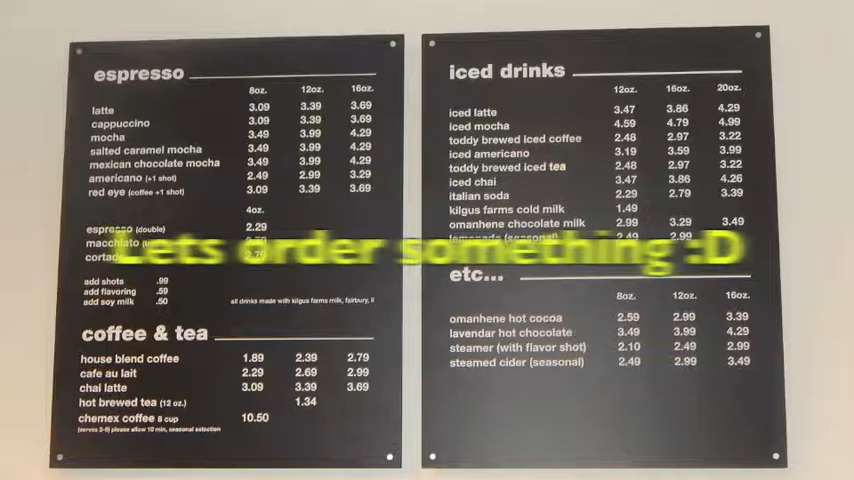 espresso
8oz. 12oz. 16oz.
latte 3.09 3.39 3.69
cappuccino 3.09 3.39 3.69
mocha 3.49 3.99 4.29
salted caramel mocha 3.49 3.99 4.29
mexican chocolate mocha 3.49 3.99 4.29
americano (+1 shot) 2.49 2.99 3.29
red eye (coffee +1 shot) 3.09 3.39 3.69
4oz.
espresso (double) 2.29
macchiato
cortado
add shots .99
add flavoring .59
add soy milk .50
all drinks made with kilgus farms milk, fairbury, il
coffee & tea
house blend coffee 1.89 2.39 2.79
cafe au lait 2.29 2.69 2.99
chai latte 3.09 3.39 3.69
hot brewed tea (12 oz.) 1.34
chemex coffee 8 cup 10.50
(serves 3-6) please allow 10 min, seasonal selection
Lets order something :D
iced drinks
12oz. 16oz. 20oz.
iced latte 3.47 3.86 4.29
iced mocha 4.59 4.79 4.99
toddy brewed iced coffee 2.48 2.97 3.22
iced americano 3.19 3.59 3.99
toddy brewed iced tea 2.48 2.97 3.22
iced chai 3.47 3.86 4.26
italian soda 2.29 2.79 3.39
kilgus farms cold milk 1.49
omanhene chocolate milk 2.99 3.29 3.49
lemonade (seasonal) 2.49 2.99
etc...
8oz. 12oz. 16oz.
omanhene hot cocoa 2.59 2.99 3.39
lavendar hot chocolate 3.49 3.99 4.29
steamer (with flavor shot) 2.10 2.49 2.99
steamed cider (seasonal) 2.49 2.99 3.49